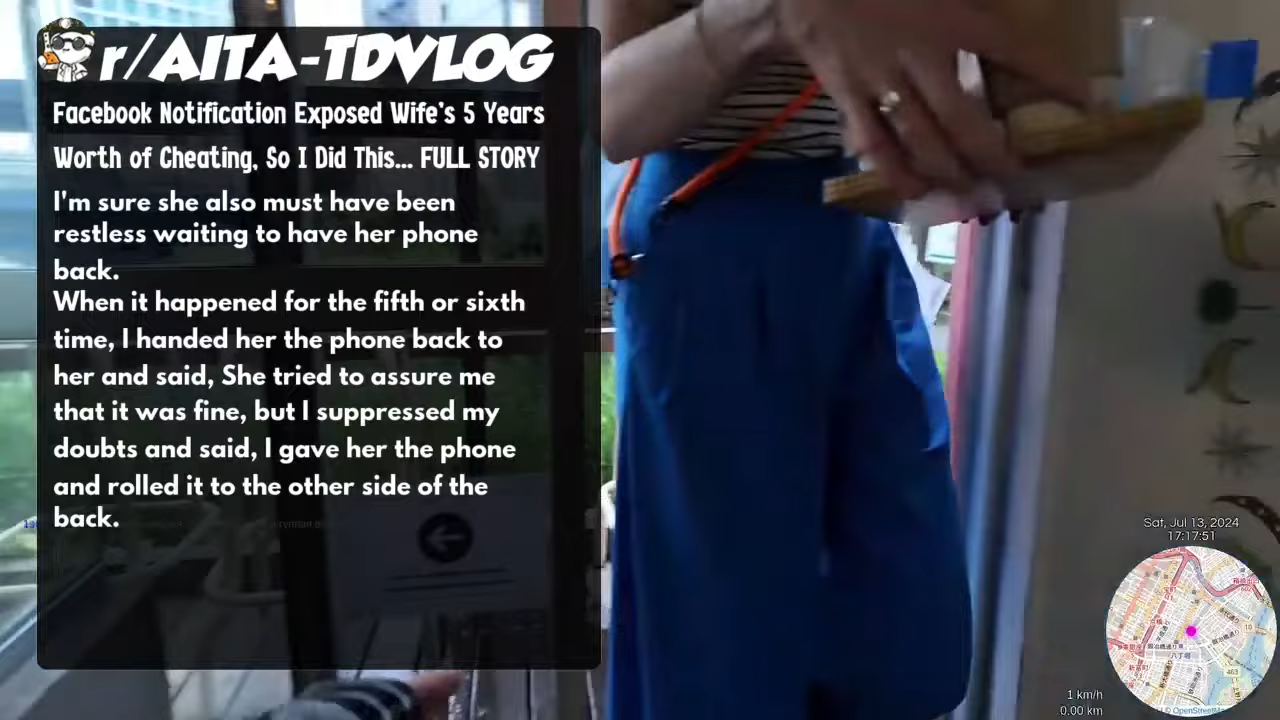 r/AITA-TDVLOG
Facebook Notification Exposed Wife's 5 Years
Worth of Cheating, So I Did This... FULL STORY
I'm sure she also must have been
restless waiting to have her phone
back.
When it happened for the fifth or sixth
time, I handed her the phone back to
her and said, She tried to assure me
that it was fine, but I suppressed my
doubts and said, I gave her the phone
and rolled it to the other side of the
back.
Sat, Jul 13, 2024
17:17:51
1 km/h
0.00 km